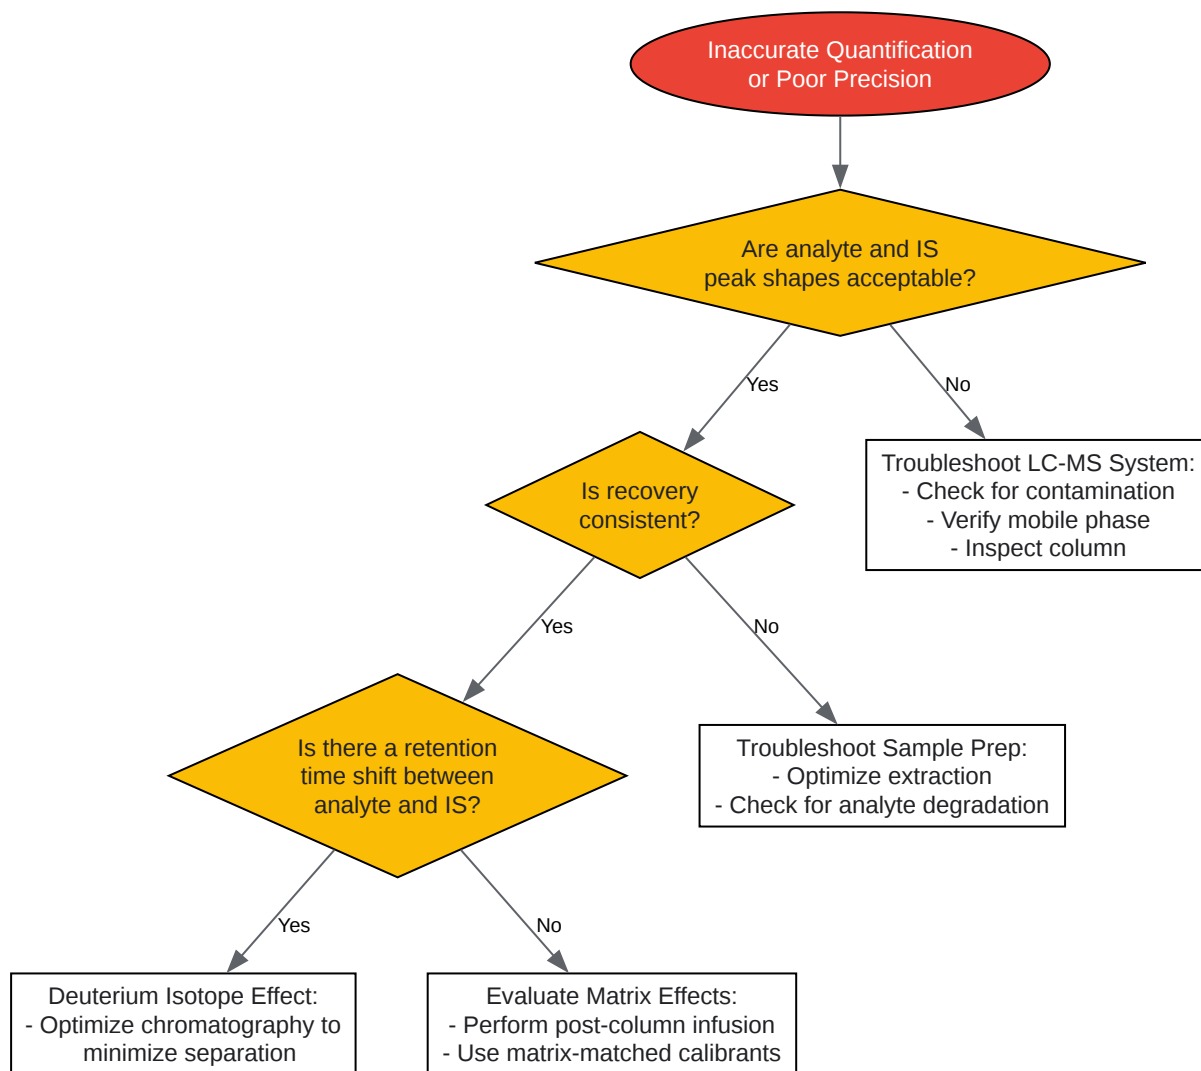 Inaccurate Quantification
or Poor Precision
Are analyte and IS
peak shapes acceptable?
Yes
No
Is recovery
consistent?
Troubleshoot LC-MS System:
- Check for contamination
- Verify mobile phase
- Inspect column
Yes
No
Is there a retention
time shift between
analyte and IS?
Troubleshoot Sample Prep:
- Optimize extraction
- Check for analyte degradation
Yes
No
Deuterium Isotope Effect:
- Optimize chromatography to
minimize separation
Evaluate Matrix Effects:
- Perform post-column infusion
- Use matrix-matched calibrants